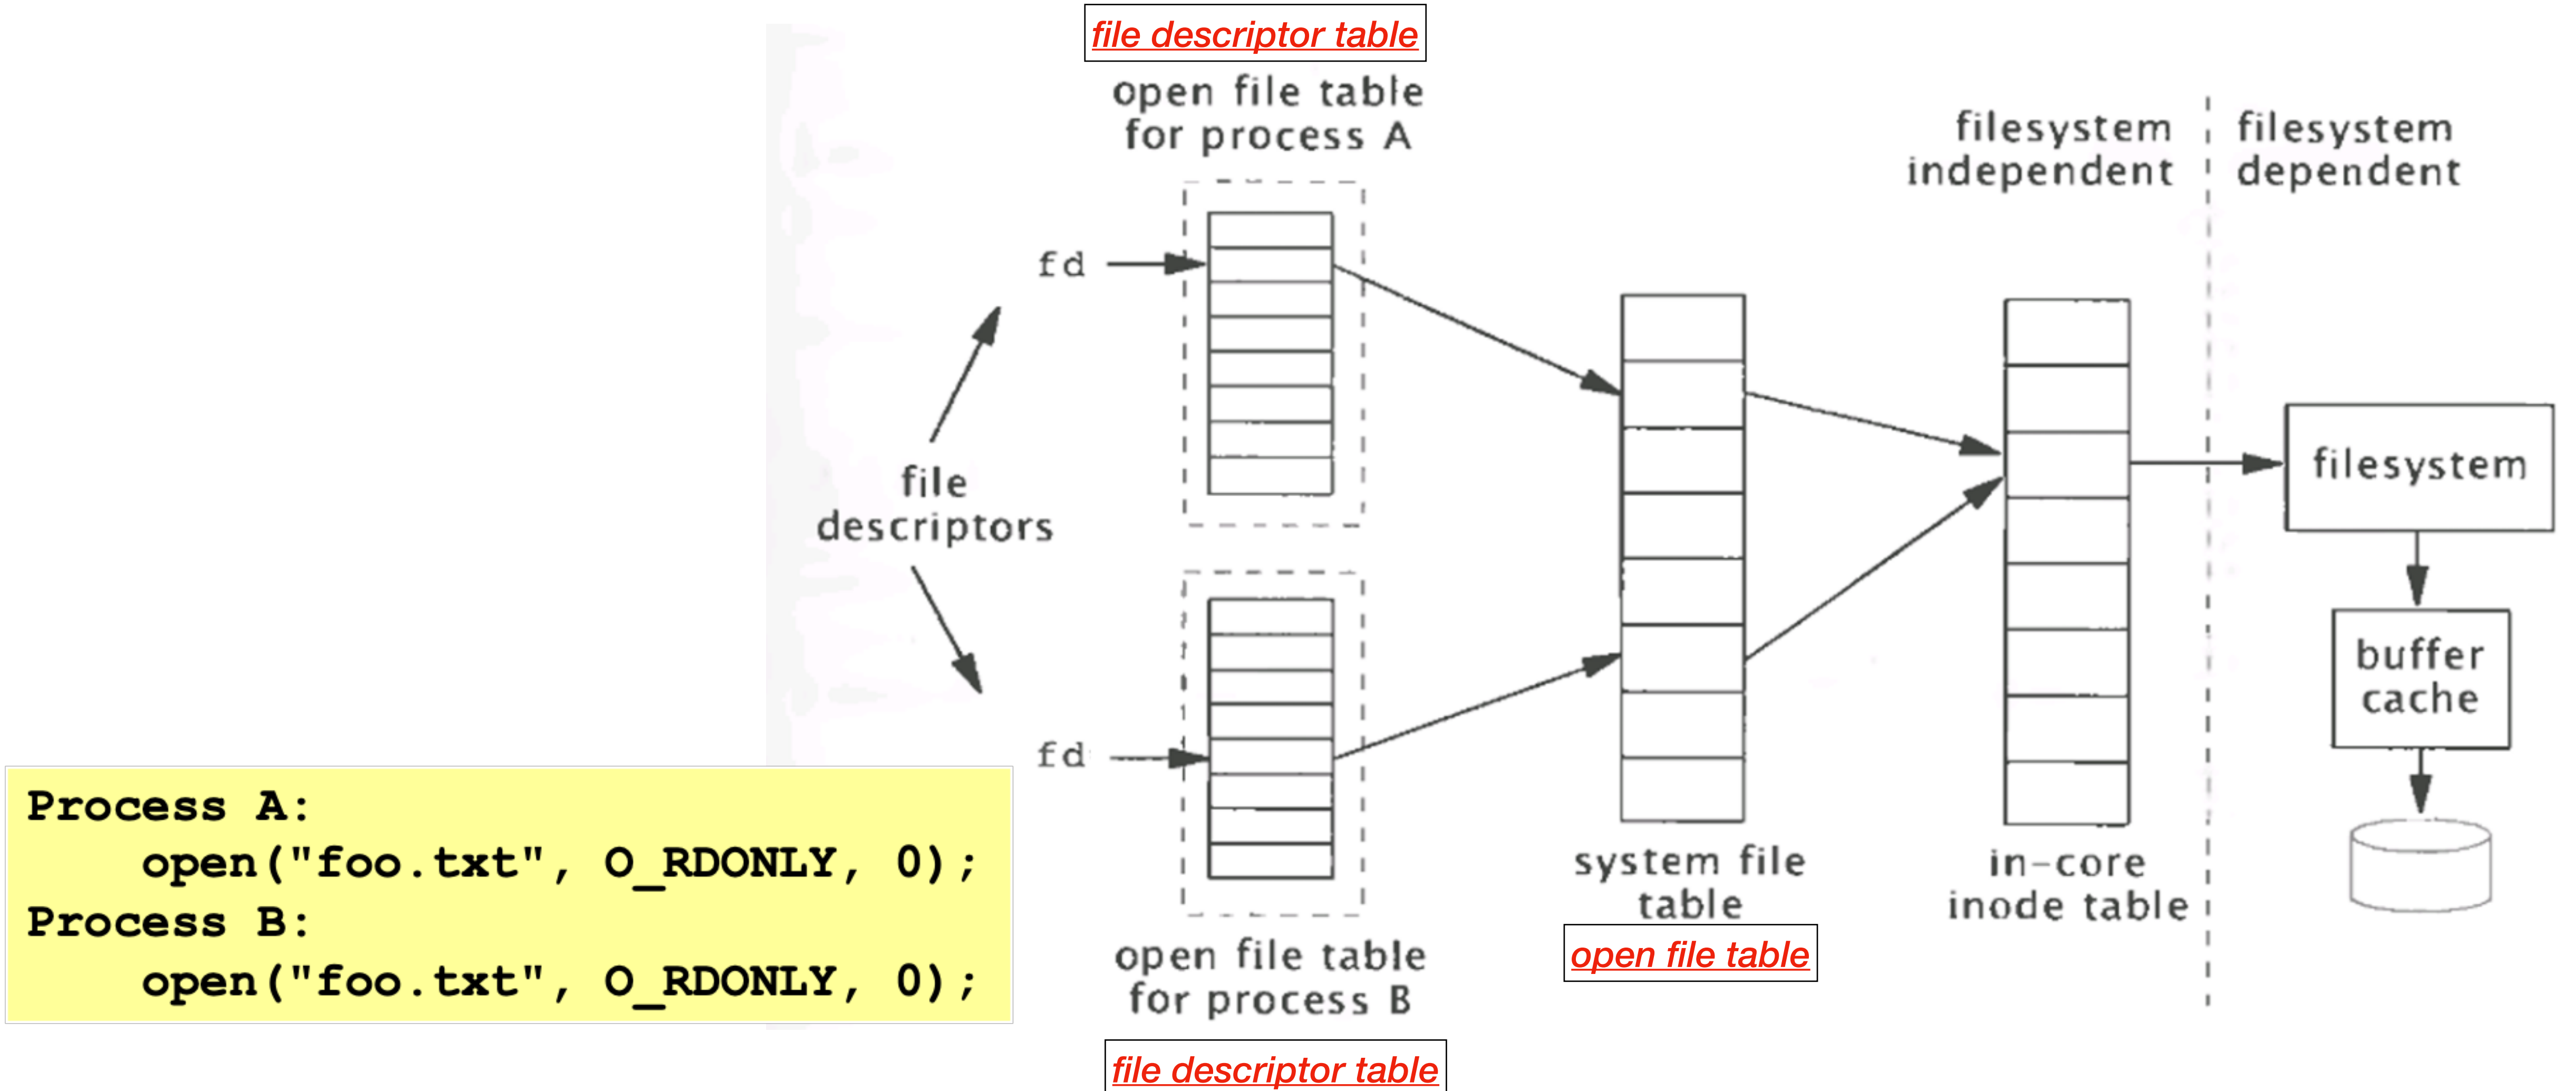 file descriptor table
open file table
for process A
filesystem
independent
filesystem
dependent
fd
file
descriptors
filesystem
buffer
cache
fd
Process A:
    open("foo.txt", O_RDONLY, 0);
Process B:
    open("foo.txt", O_RDONLY, 0);
system file
table
open file table
in-core
inode table
open file table
for process B
file descriptor table